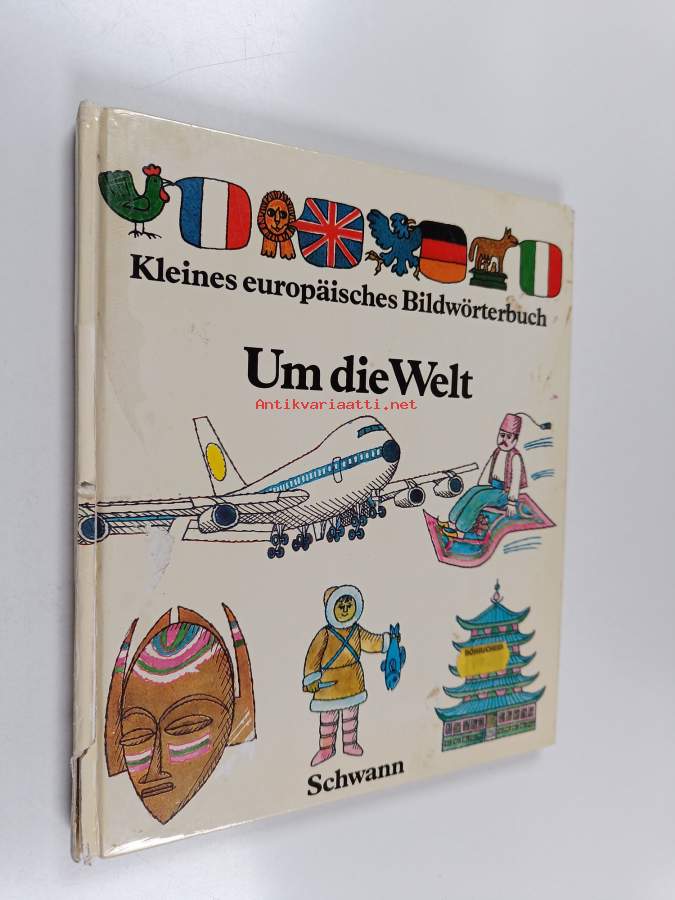 Kleines europäisches Bildwörterbuch
Um die Welt
Antikvariaatti.net
Schwann